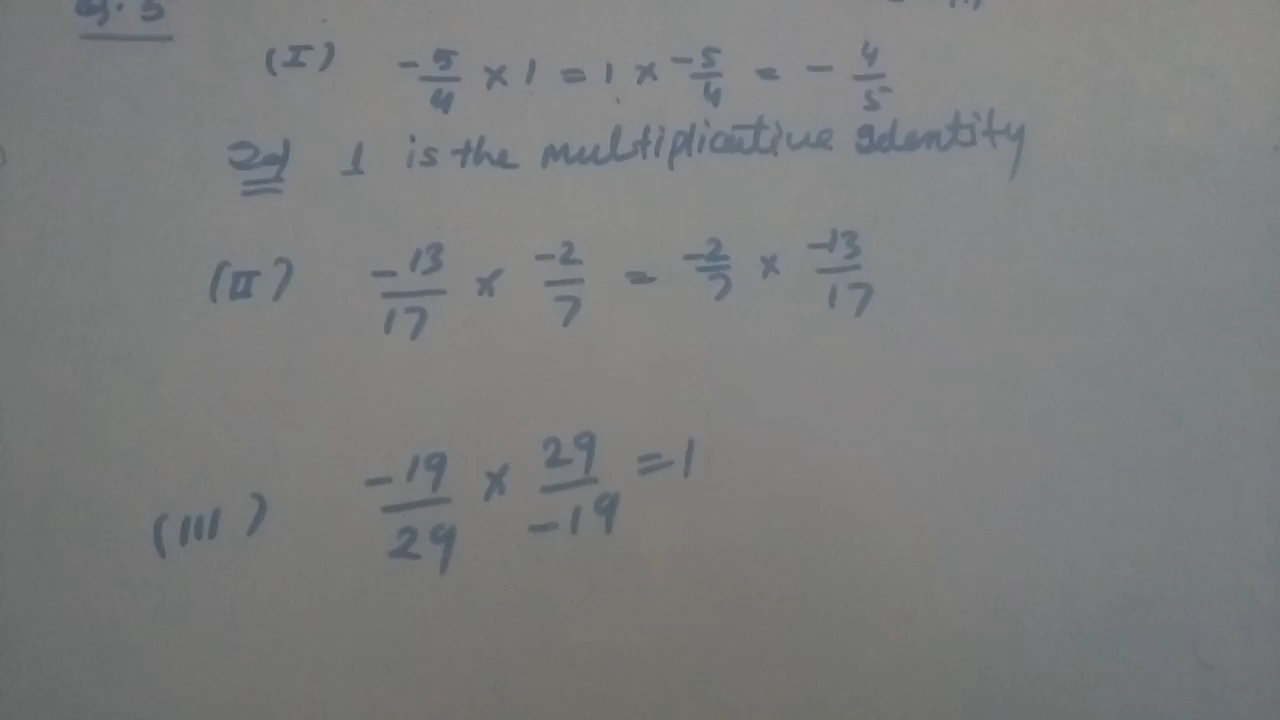 (I) -5/4 × 1 = 1 × -5/4 = - 4/5
1 is the multiplicative identity
(II) -13/17 × -2/7 = -2/7 × -13/17
(III) -19/29 × 29/-19 = 1